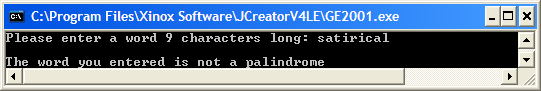 C:\Program Files\Xinox Software\JCreatorV4LE\GE2001.exe
Please enter a word 9 characters long: satirical
The word you entered is not a palindrome